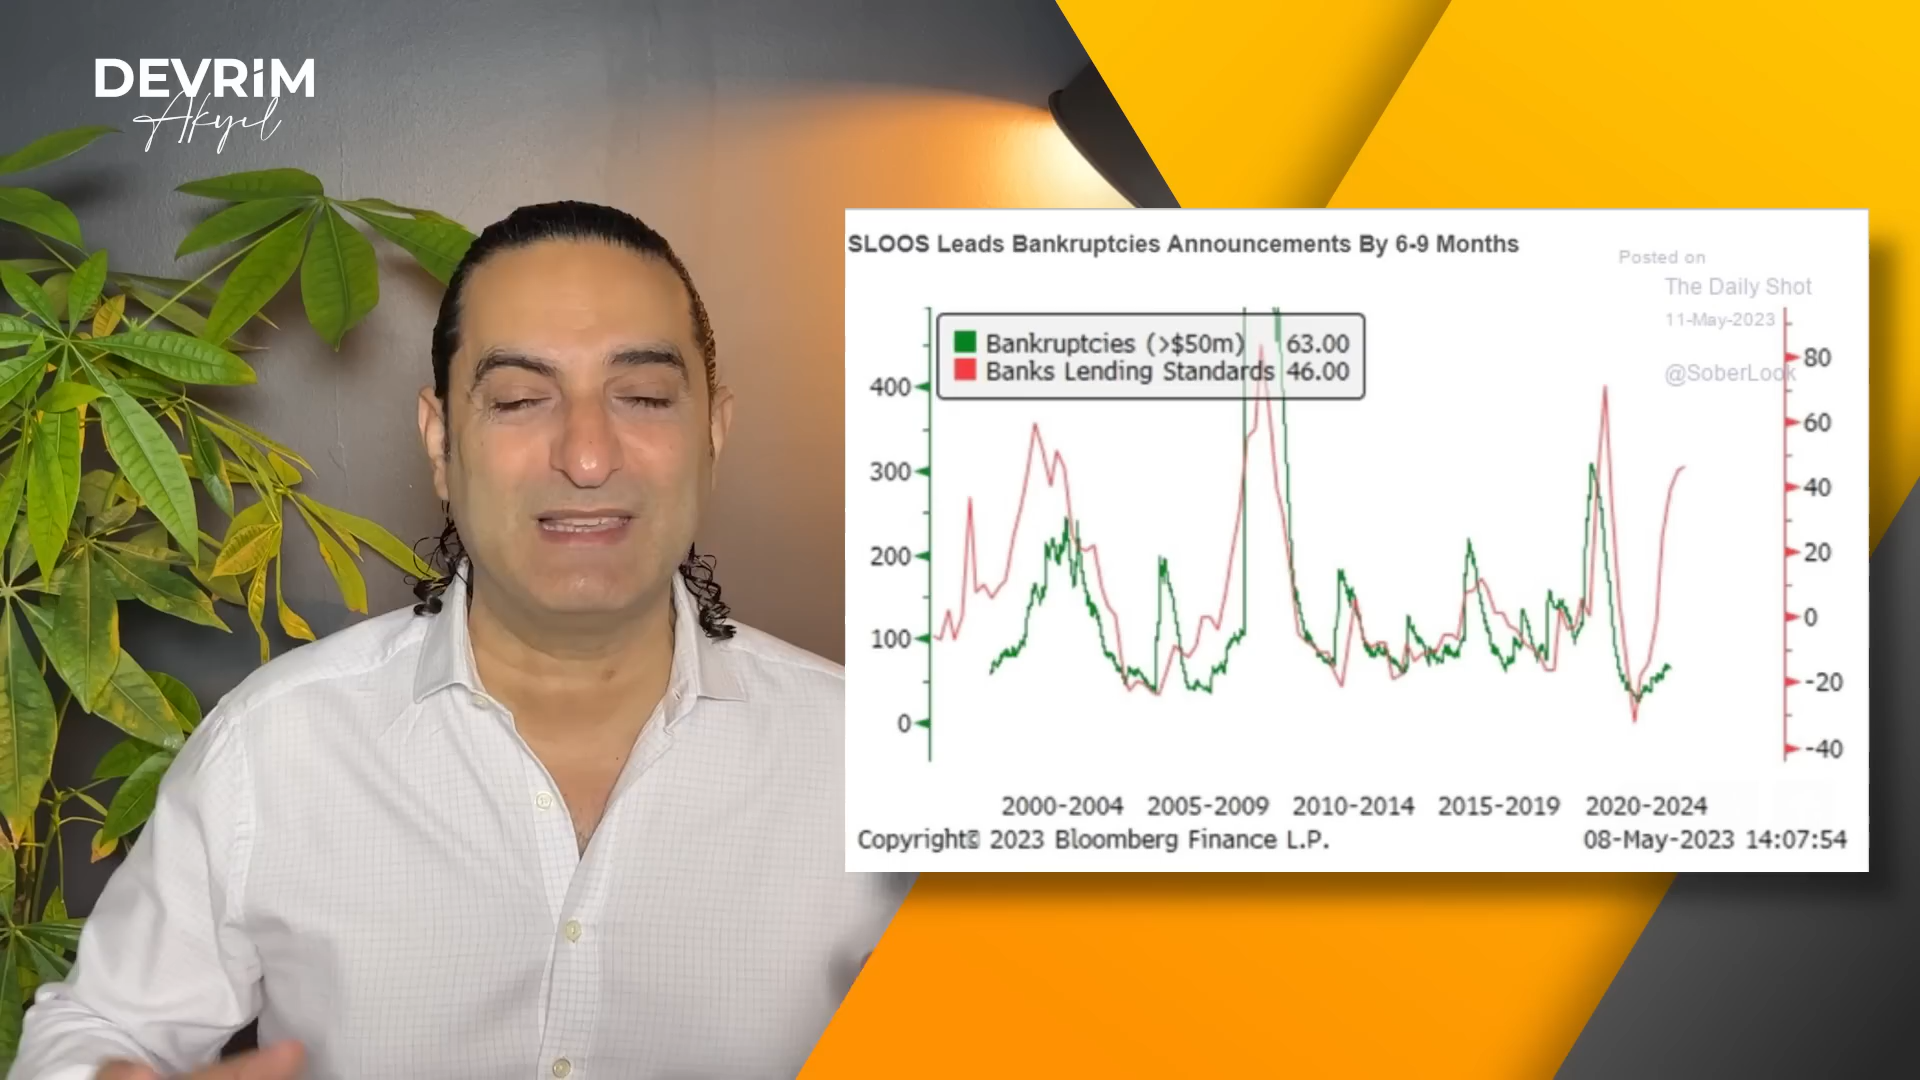 DEVRİM
Akyıl
SLOOS Leads Bankruptcies Announcements By 6-9 Months
Posted on
The Daily Shot
11-May-2023
@SoberLook
Bankruptcies (>$50m) 63.00
Banks Lending Standards 46.00
400
300
200
100
0
80
60
40
20
0
-20
-40
2000-2004 2005-2009 2010-2014 2015-2019 2020-2024
Copyright© 2023 Bloomberg Finance L.P.
08-May-2023 14:07:54